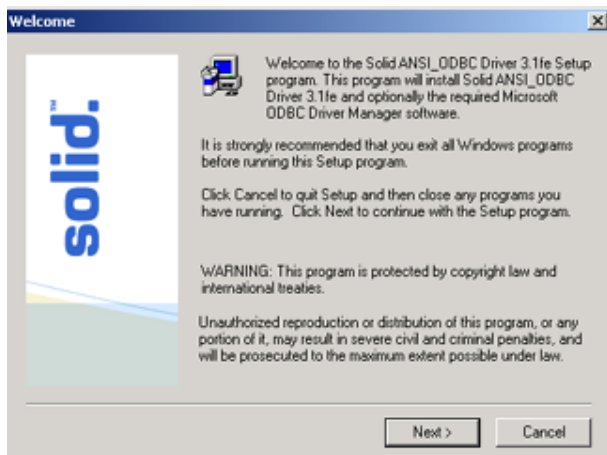 Welcome
solid.™
Welcome to the Solid ANSI_ODBC Driver 3.1fe Setup
program. This program will install Solid ANSI_ODBC
Driver 3.1fe and optionally the required Microsoft
ODBC Driver Manager software.
It is strongly recommended that you exit all Windows programs
before running this Setup program.
Click Cancel to quit Setup and then close any programs you
have running. Click Next to continue with the Setup program.
WARNING: This program is protected by copyright law and
international treaties.
Unauthorized reproduction or distribution of this program, or any
portion of it, may result in severe civil and criminal penalties, and
will be prosecuted to the maximum extent possible under law.
Next >
Cancel